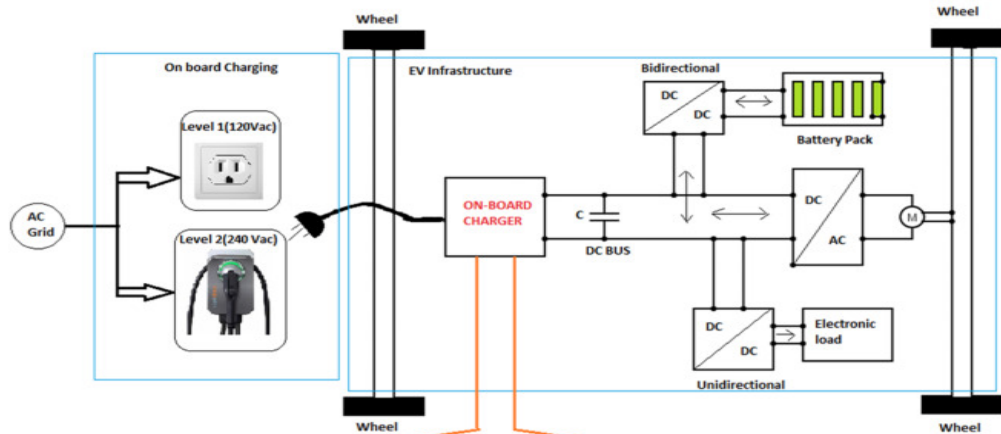 Wheel
Wheel
On board Charging
EV Infrastructure
Bidirectional
Level 1(120Vac)
DC
DC
Battery Pack
AC
Grid
ON-BOARD
CHARGER
C
DC
M
AC
Level 2(240 Vac)
DC BUS
DC
DC
Electronic
load
Unidirectional
Wheel
Wheel